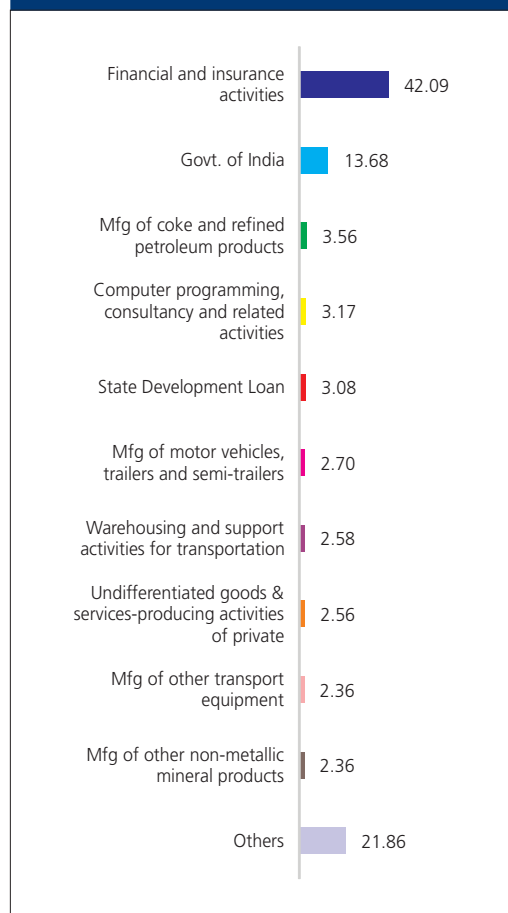 Financial and insurance
activities
42.09
Govt. of India
13.68
Mfg of coke and refined
petroleum products
3.56
Computer programming,
consultancy and related
activities
3.17
State Development Loan
3.08
Mfg of motor vehicles,
trailers and semi-trailers
2.70
Warehousing and support
activities for transportation
2.58
Undifferentiated goods &
services-producing activities
of private
2.56
Mfg of other transport
equipment
2.36
Mfg of other non-metallic
mineral products
2.36
Others
21.86